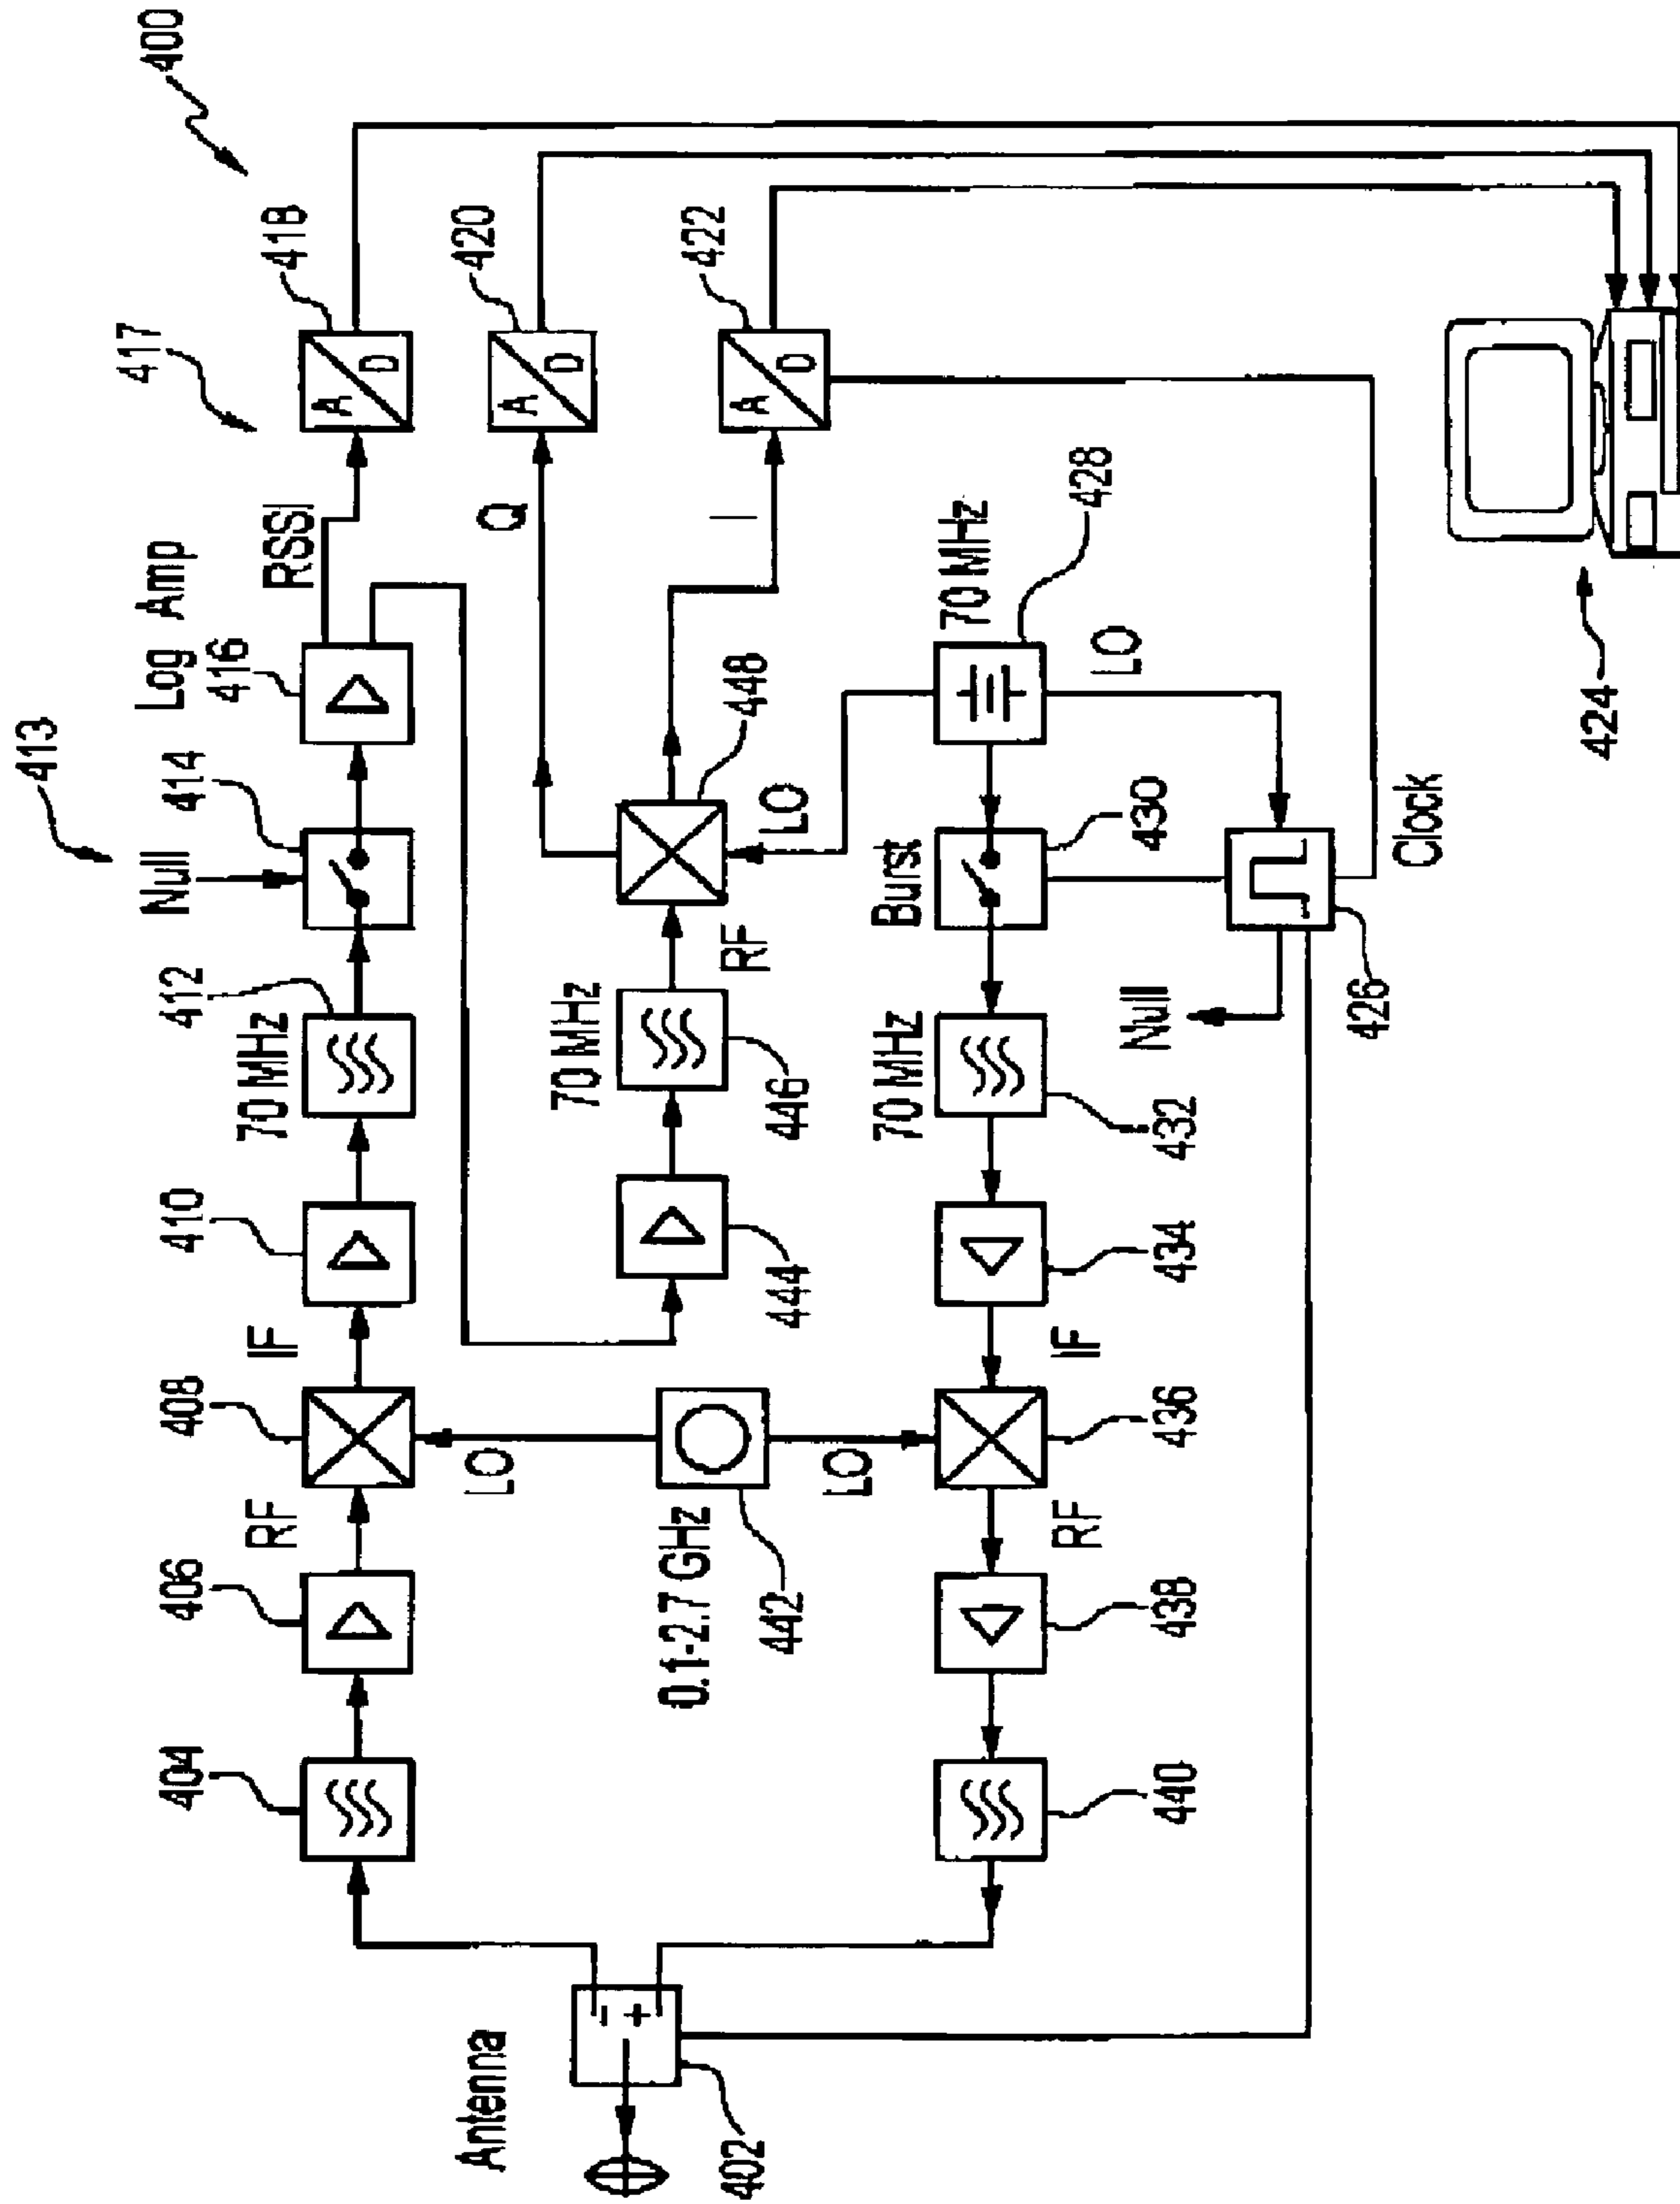 413
400
417
Null
Log Amp
404
406
408
410
412
414
416
RF
IF
70 MHz
RSSI
418
A
D
Antenna
LO
Q
420
A
D
70 MHz
-
+
0.1-2.7 GHz
RF
I
422
402
442
444
446
448
LO
A
D
LO
70 MHz
Burst
70 MHz
428
RF
IF
LO
440
438
436
434
432
430
Null
426
Clock
424